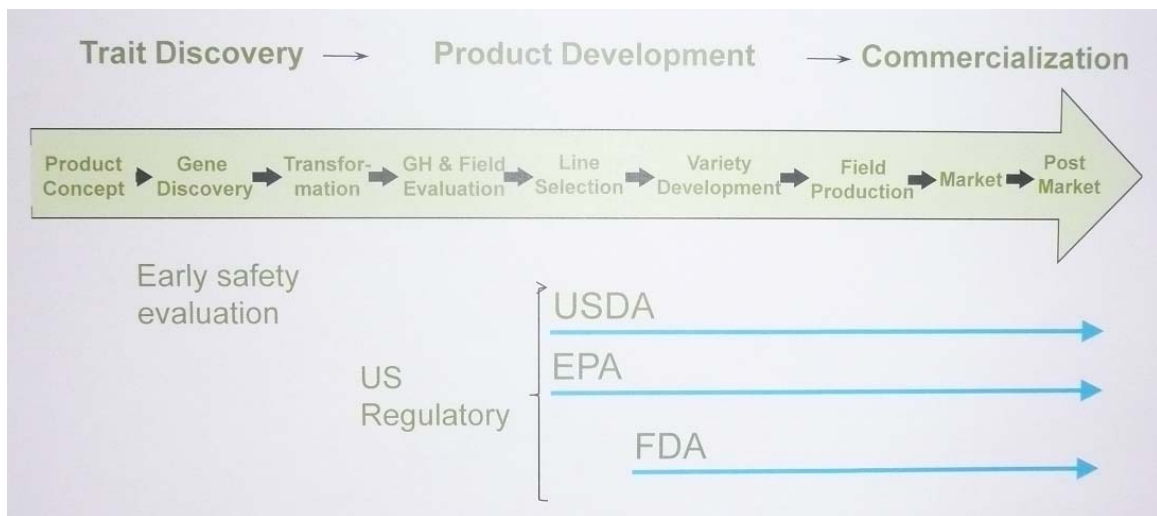 Trait Discovery → Product Development → Commercialization
Product
Concept
Gene
Discovery
Transfor-
mation
GH & Field
Evaluation
Line
Selection
Variety
Development
Field
Production
Market
Post
Market
Early safety
evaluation
US
Regulatory
USDA
EPA
FDA